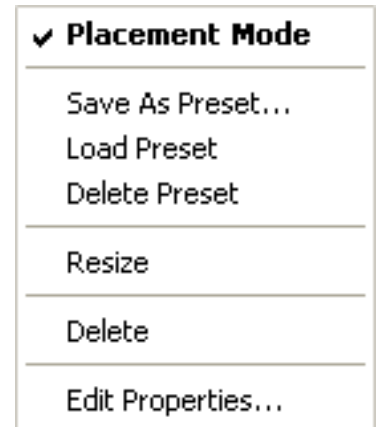 Placement Mode
Save As Preset...
Load Preset
Delete Preset
Resize
Delete
Edit Properties...